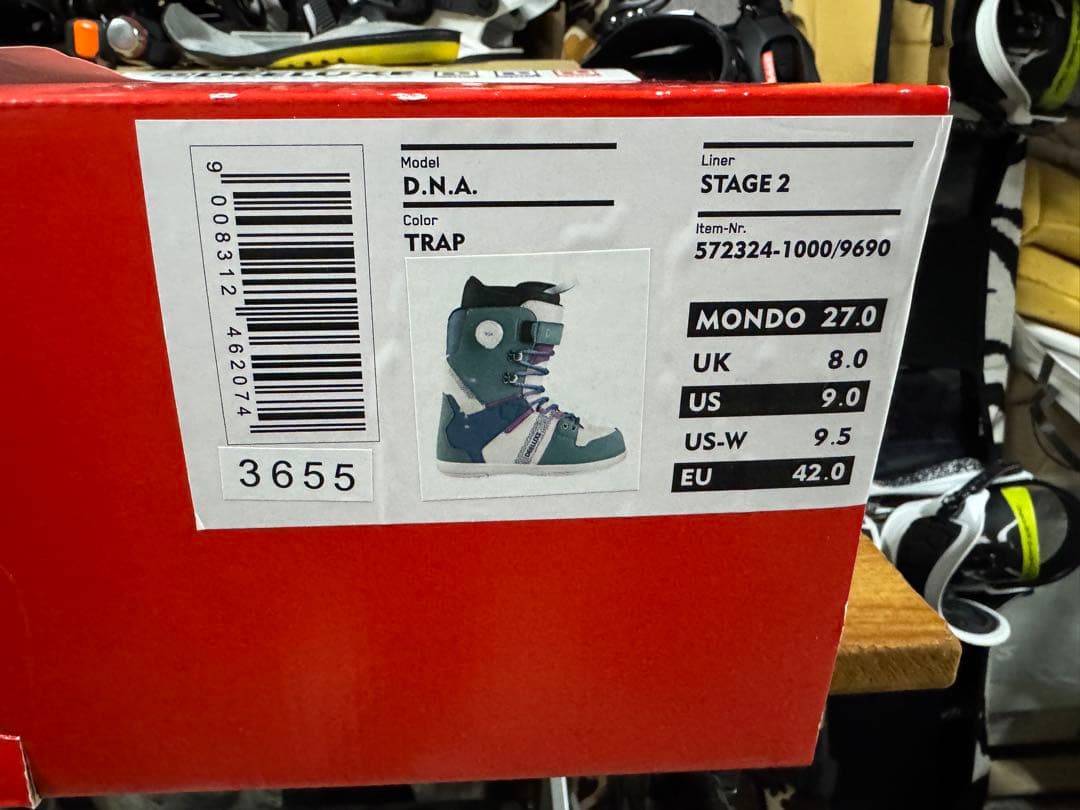 Model
D.N.A.
Color
TRAP
Liner
STAGE 2
Item-Nr.
572324-1000/9690
MONDO 27.0
UK 8.0
US 9.0
US-W 9.5
EU 42.0
9 008312 462074
3655
DEELUXE